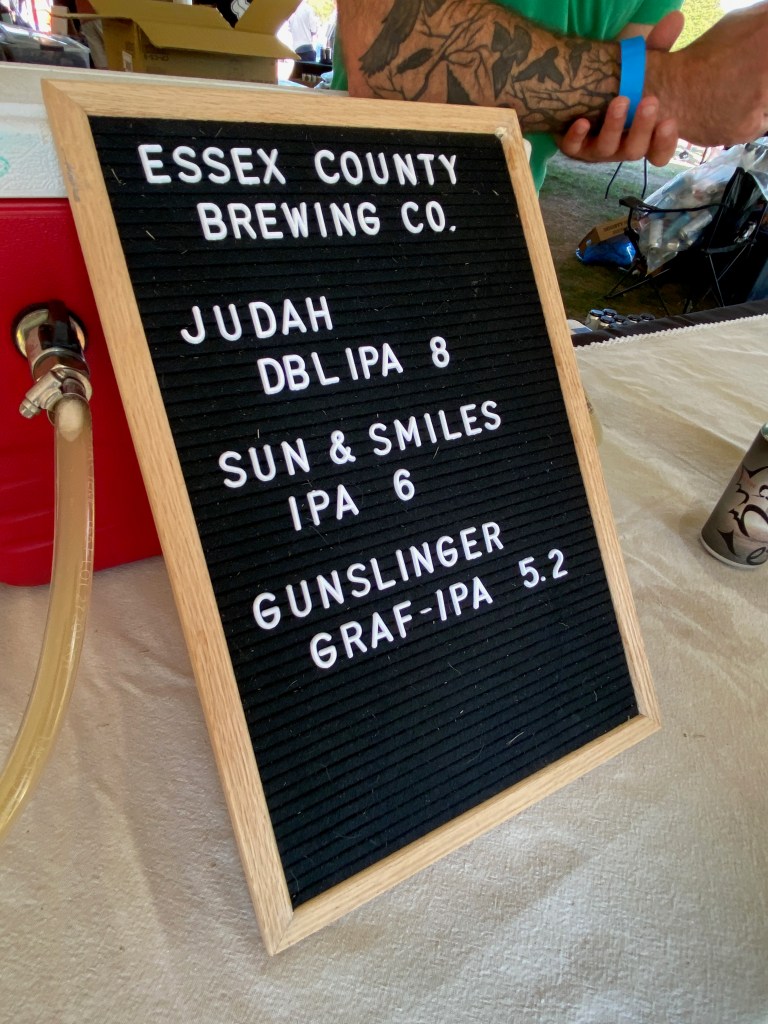 ESSEX COUNTY
BREWING CO.
JUDAH
DBL IPA 8
SUN & SMILES
IPA 6
GUNSLINGER
GRAF-IPA 5.2